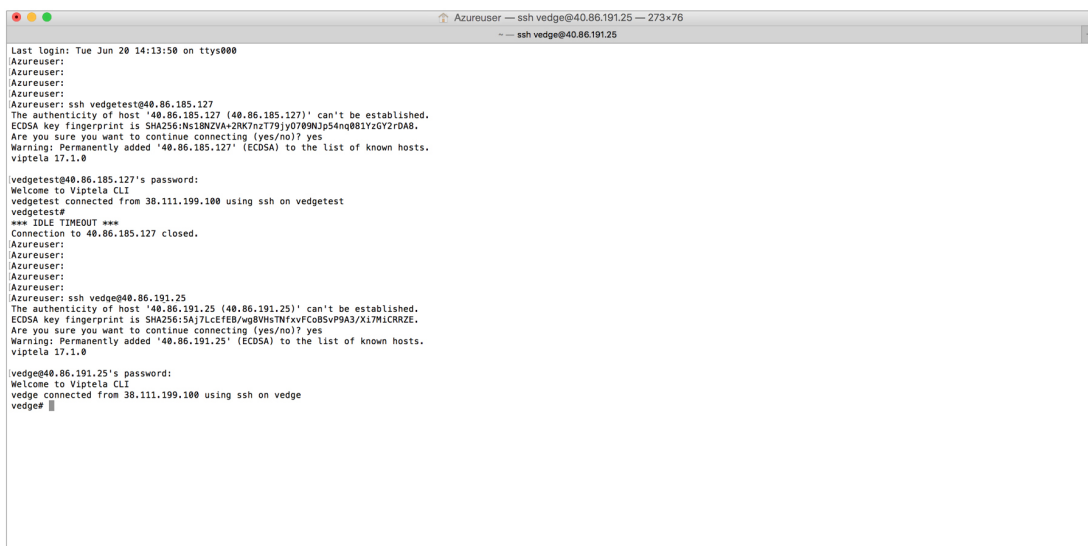 Azureuser — ssh vedge@40.86.191.25 — 273×76
~ — ssh vedge@40.86.191.25
Last login: Tue Jun 20 14:13:50 on ttys000
[Azureuser:
[Azureuser:
[Azureuser:
[Azureuser:
[Azureuser: ssh vedgetest@40.86.185.127
The authenticity of host '40.86.185.127 (40.86.185.127)' can't be established.
ECDSA key fingerprint is SHA256:Ns18NZVA+2RK7nzT79jyO709NJp54nq081YzGY2rDA8.
Are you sure you want to continue connecting (yes/no)? yes
Warning: Permanently added '40.86.185.127' (ECDSA) to the list of known hosts.
viptela 17.1.0
[vedgetest@40.86.185.127's password:
Welcome to Viptela CLI
vedgetest connected from 38.111.199.100 using ssh on vedgetest
vedgetest#
*** IDLE TIMEOUT ***
Connection to 40.86.185.127 closed.
[Azureuser:
[Azureuser:
[Azureuser:
[Azureuser:
[Azureuser: ssh vedge@40.86.191.25
The authenticity of host '40.86.191.25 (40.86.191.25)' can't be established.
ECDSA key fingerprint is SHA256:5Aj7LcEfEB/wg8VHsTNfxvFCoBSvP9A3/Xi7MiCRRZE.
Are you sure you want to continue connecting (yes/no)? yes
Warning: Permanently added '40.86.191.25' (ECDSA) to the list of known hosts.
viptela 17.1.0
[vedge@40.86.191.25's password:
Welcome to Viptela CLI
vedge connected from 38.111.199.100 using ssh on vedge
vedge#